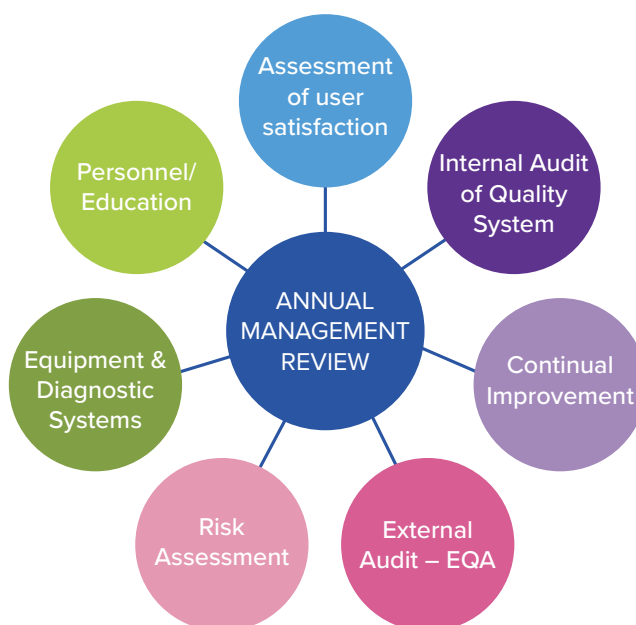 Assessment
of user
satisfaction
Internal Audit
of Quality
System
Continual
Improvement
External
Audit – EQA
Risk
Assessment
Equipment &
Diagnostic
Systems
Personnel/
Education
ANNUAL
MANAGEMENT
REVIEW